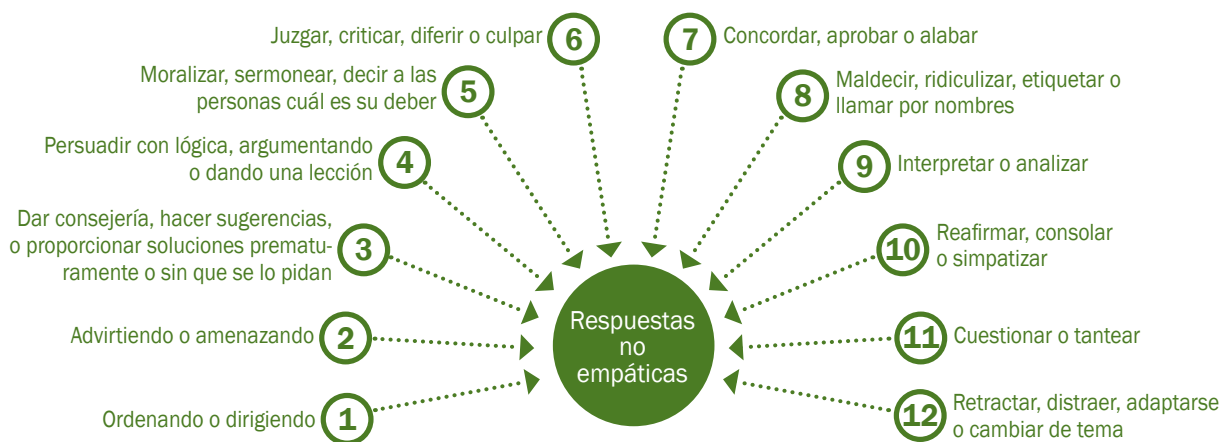 Ordenando o dirigiendo
1
Advirtiendo o amenazando
2
Dar consejería, hacer sugerencias,
o proporcionar soluciones prematu-
ramente o sin que se lo pidan
3
Persuadir con lógica, argumentando
o dando una lección
4
Moralizar, sermonear, decir a las
personas cuál es su deber
5
Juzgar, criticar, diferir o culpar
6
7
Concordar, aprobar o alabar
8
Maldecir, ridiculizar, etiquetar o
llamar por nombres
9
Interpretar o analizar
10
Reafirmar, consolar
o simpatizar
11
Cuestionar o tantear
12
Retractar, distraer, adaptarse
o cambiar de tema
Respuestas
no
empáticas